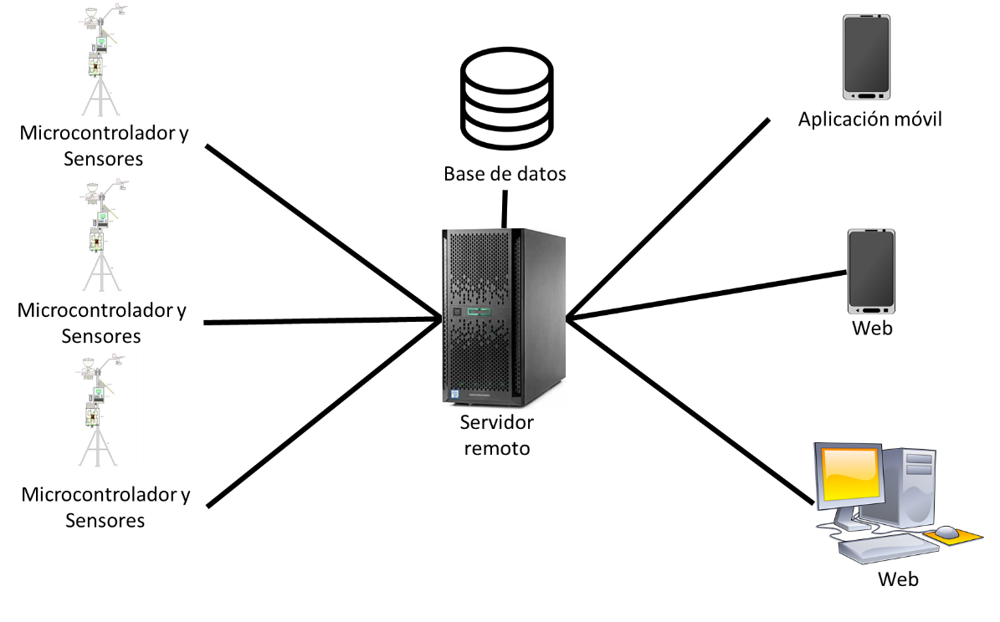 Microcontrolador y
Sensores
Microcontrolador y
Sensores
Microcontrolador y
Sensores
Base de datos
Servidor
remoto
Aplicación móvil
Web
Web